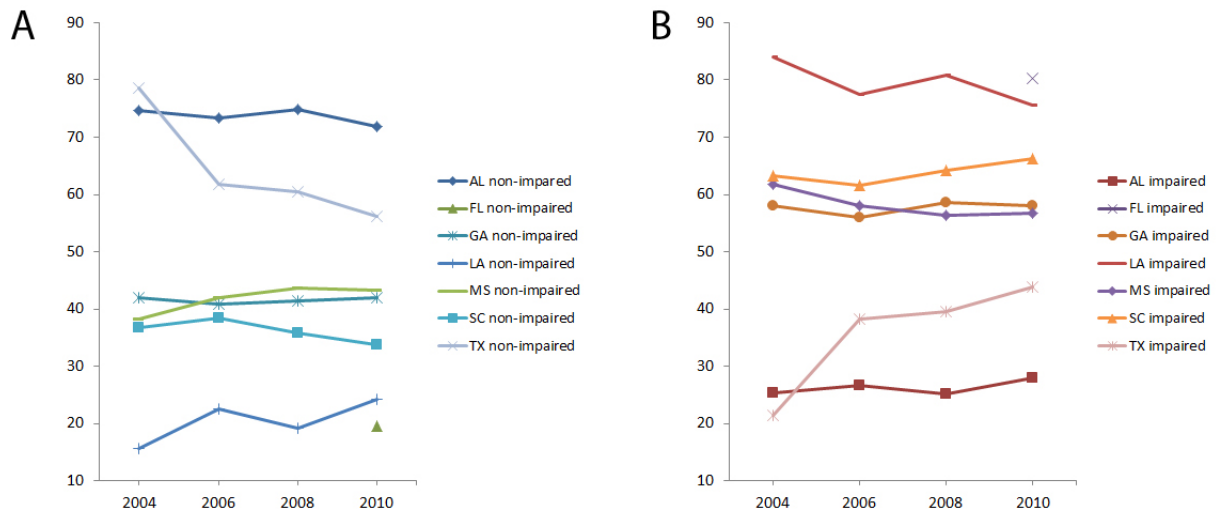 A
90
80
70
60
50
40
30
20
10
2004 2006 2008 2010
AL non-impared
FL non-impaired
GA non-impaired
LA non-impaired
MS non-impaired
SC non-impaired
TX non-impaired
B
90
80
70
60
50
40
30
20
10
2004 2006 2008 2010
AL impaired
FL impaired
GA impaired
LA impaired
MS impaired
SC impaired
TX impaired